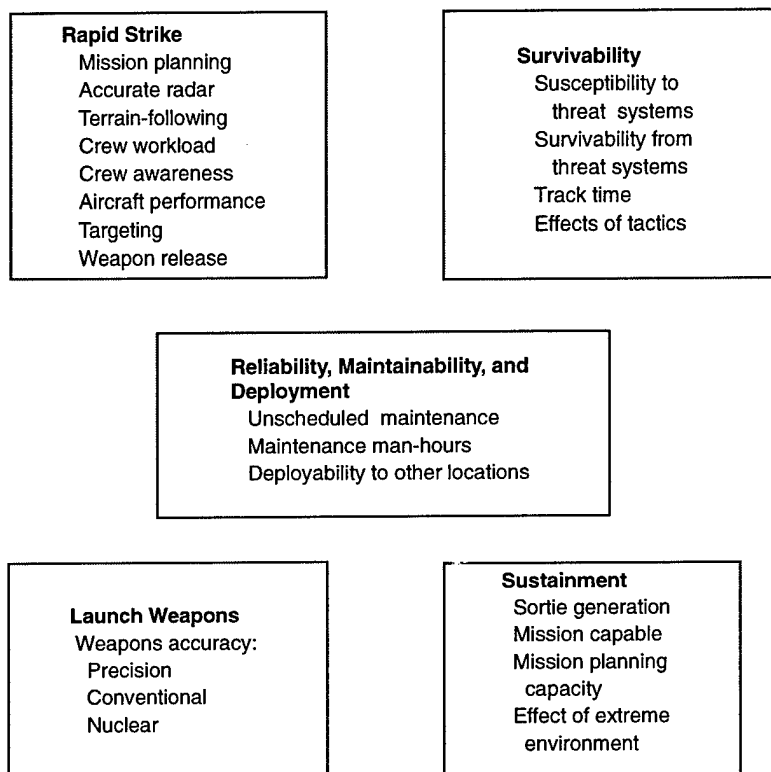 Rapid Strike
Mission planning
Accurate radar
Terrain-following
Crew workload
Crew awareness
Aircraft performance
Targeting
Weapon release
Survivability
Susceptibility to
threat systems
Survivability from
threat systems
Track time
Effects of tactics
Reliability, Maintainability, and
Deployment
Unscheduled maintenance
Maintenance man-hours
Deployability to other locations
Launch Weapons
Weapons accuracy:
Precision
Conventional
Nuclear
Sustainment
Sortie generation
Mission capable
Mission planning
capacity
Effect of extreme
environment